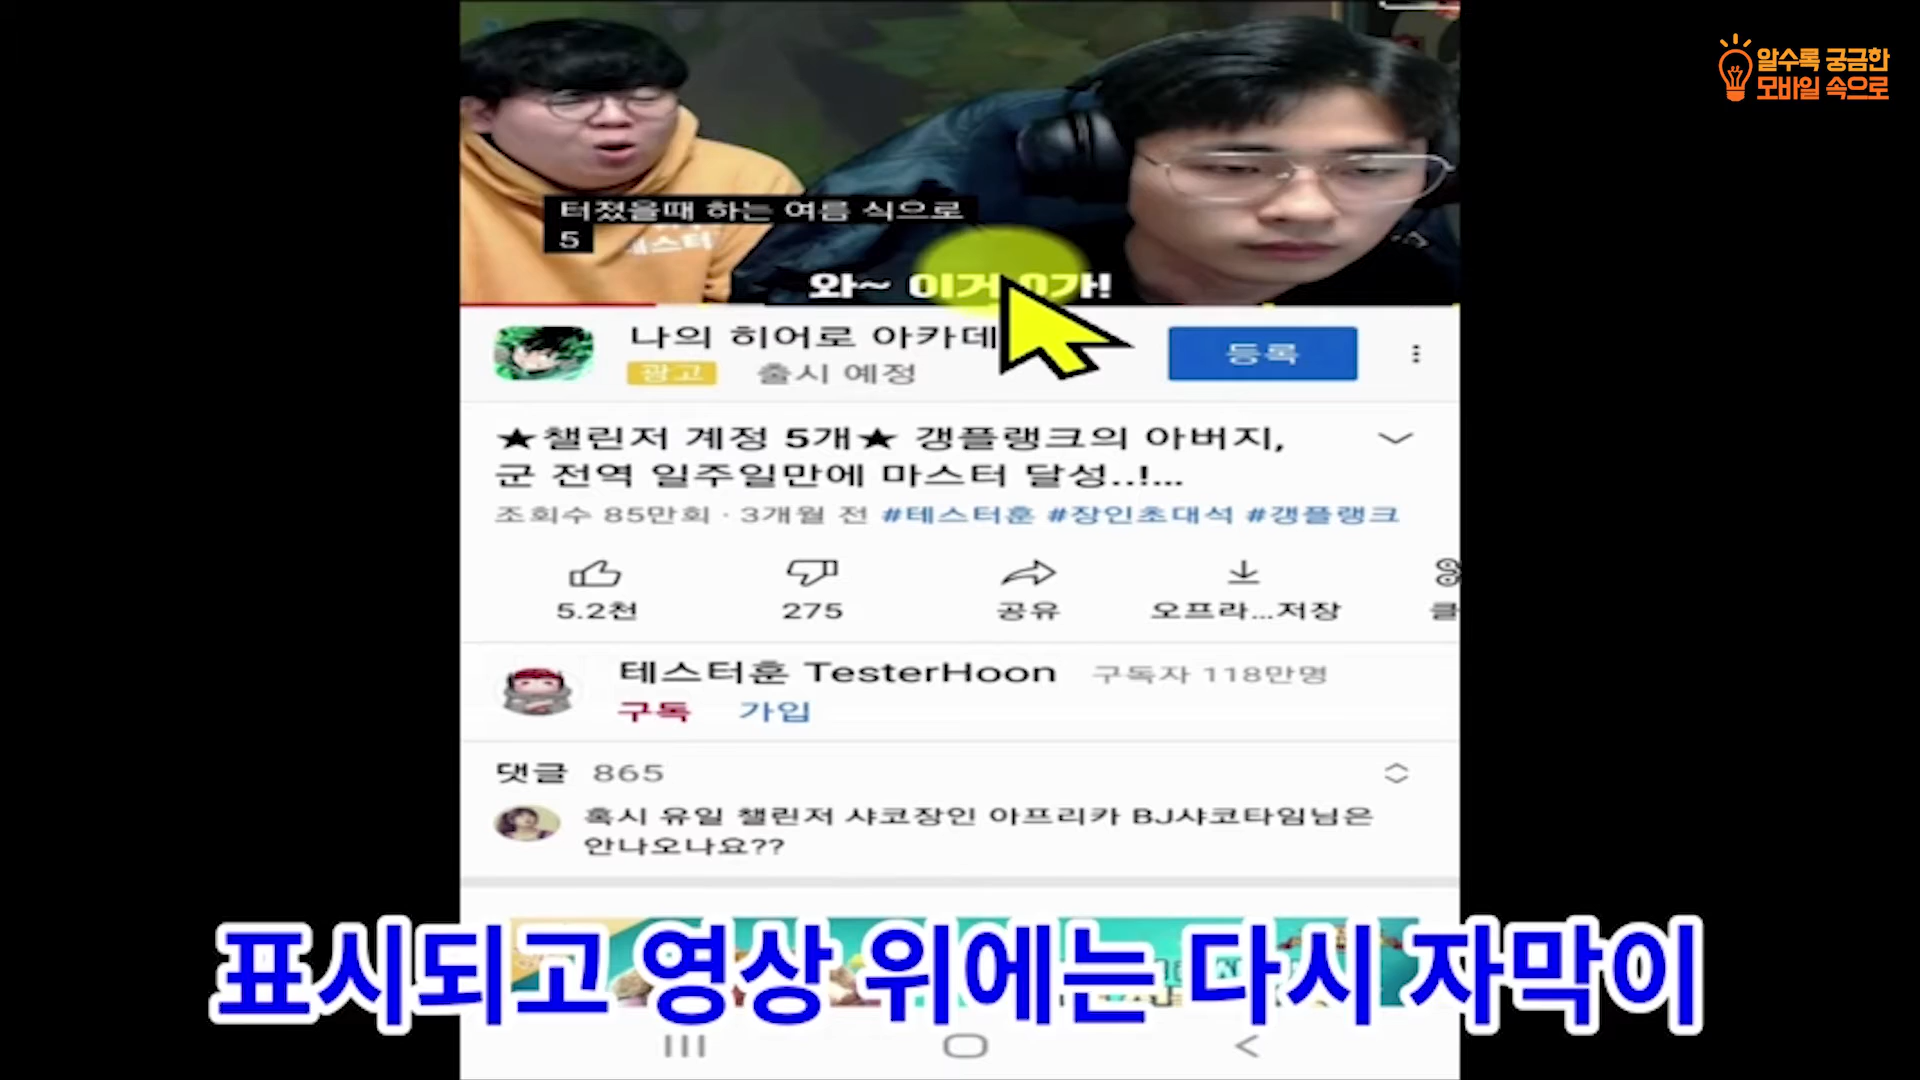 알수록 궁금한
모바일 속으로
터졌을때 하는 여름 식으로
5
와~ 이거
나의 히어로 아카데
광고 출시 예정
등록
★챌린저 계정 5개★ 갱플랭크의 아버지,
군 전역 일주일만에 마스터 달성..!...
조회수 85만회 · 3개월 전 #테스터훈 #장인초대석 #갱플랭크
5.2천
275
공유
오프라...저장
클
테스터훈 TesterHoon 구독자 118만명
구독 가입
댓글 865
혹시 유일 챌린저 샤코장인 아프리카 BJ샤코타임님은
안나오나요??
표시되고 영상 위에는 다시 자막이